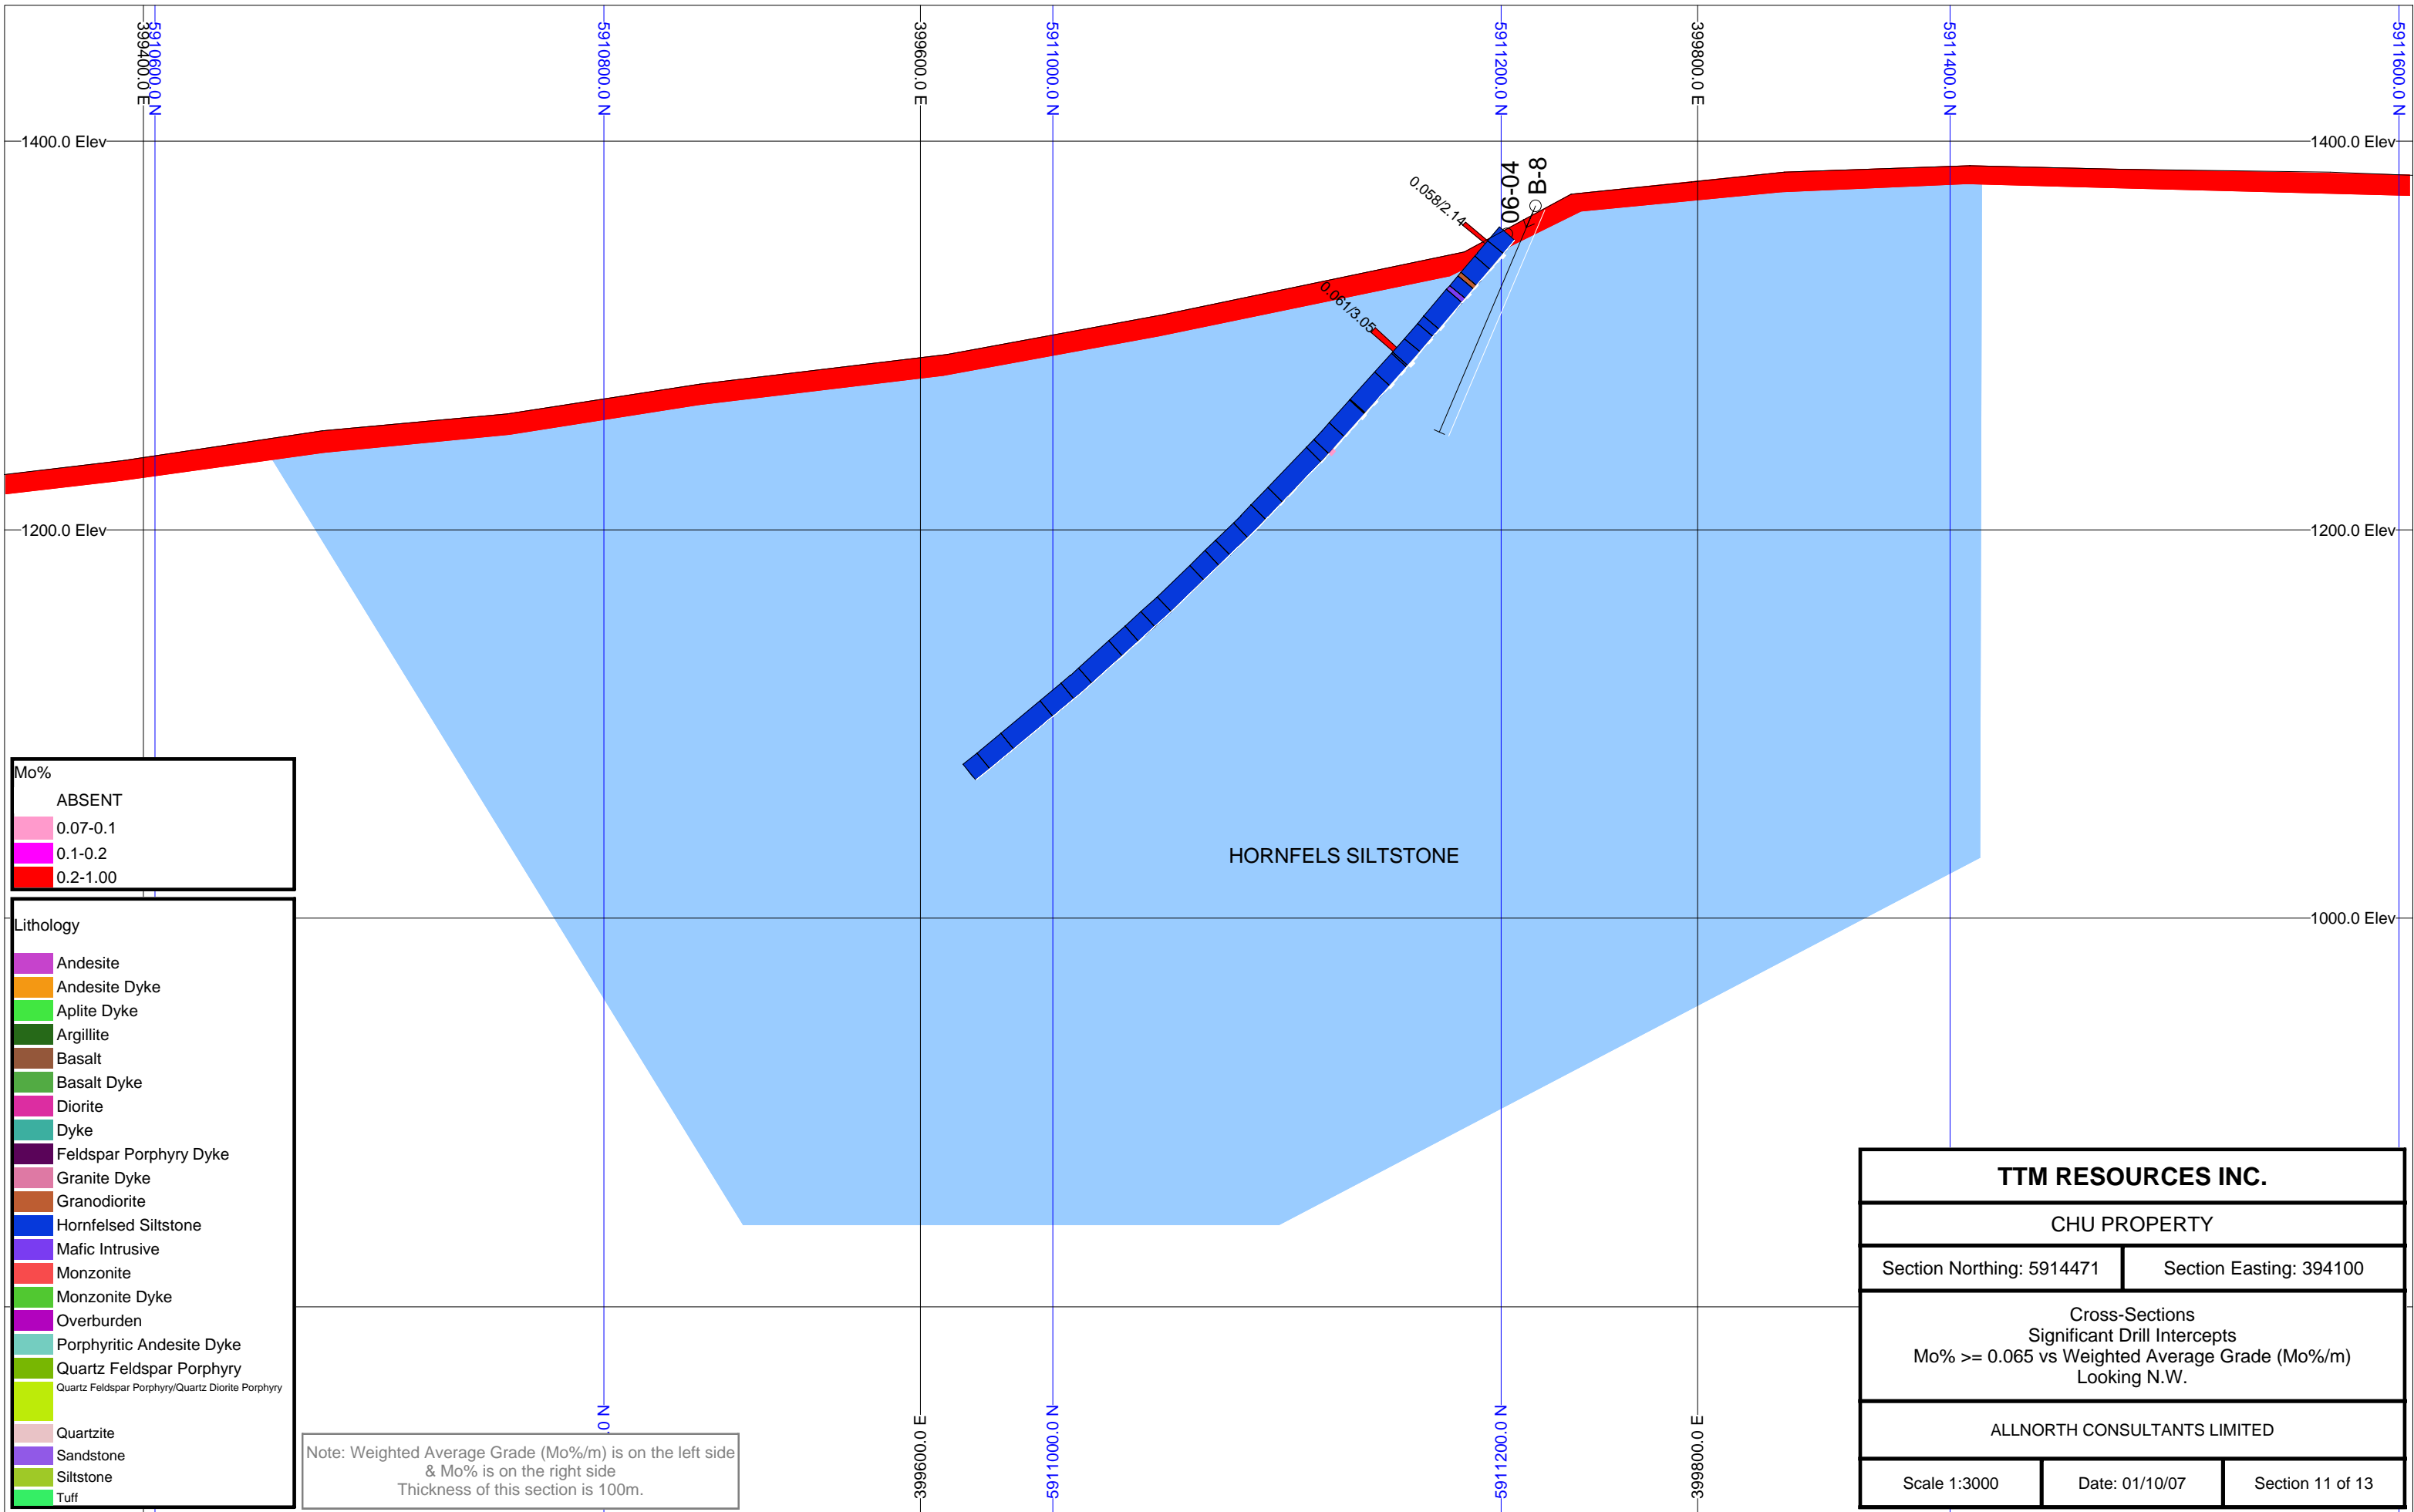 399400.0 E
5910600.0 N
5910800.0 N
399600.0 E
5911000.0 N
5911200.0 N
399800.0 E
5911400.0 N
5911600.0 N
1400.0 Elev
1400.0 Elev
0.058/2.14
06-04
B-8
0.061/3.05
1200.0 Elev
1200.0 Elev
HORNFELS SILTSTONE
1000.0 Elev
Mo%
ABSENT
0.07-0.1
0.1-0.2
0.2-1.00
Lithology
Andesite
Andesite Dyke
Aplite Dyke
Argillite
Basalt
Basalt Dyke
Diorite
Dyke
Feldspar Porphyry Dyke
Granite Dyke
Granodiorite
Hornfelsed Siltstone
Mafic Intrusive
Monzonite
Monzonite Dyke
Overburden
Porphyritic Andesite Dyke
Quartz Feldspar Porphyry
Quartz Feldspar Porphyry/Quartz Diorite Porphyry
Quartzite
Sandstone
Siltstone
Tuff
.0 N
399600.0 E
5911000.0 N
5911200.0 N
399800.0 E
Note: Weighted Average Grade (Mo%/m) is on the left side
& Mo% is on the right side
Thickness of this section is 100m.
TTM RESOURCES INC.
CHU PROPERTY
Section Northing: 5914471
Section Easting: 394100
Cross-Sections
Significant Drill Intercepts
Mo% >= 0.065 vs Weighted Average Grade (Mo%/m)
Looking N.W.
ALLNORTH CONSULTANTS LIMITED
Scale 1:3000
Date: 01/10/07
Section 11 of 13